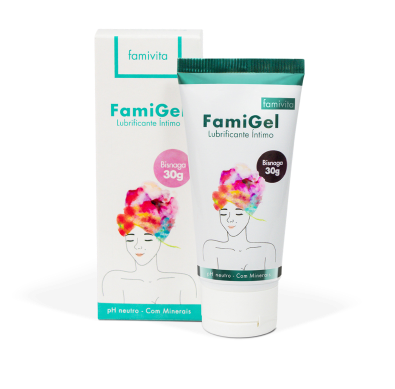 famivita
FamiGel
Lubrificante Íntimo
Bisnaga
30g
pH neutro - Com Minerais
famivita
FamiGel
Lubrificante Íntimo
Bisnaga
30g
pH neutro - Com Minerais